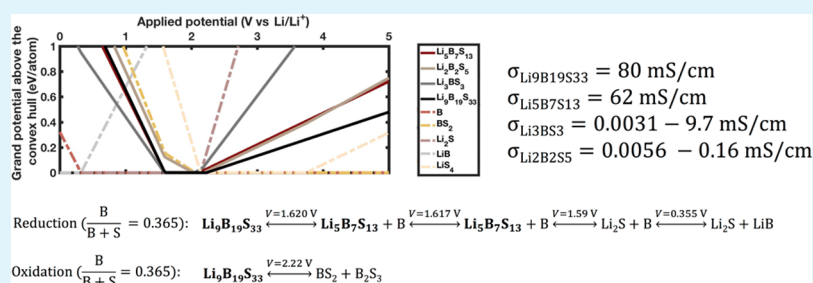 Applied potential (V vs Li/Li⁺)
0 1 2 3 4 5
Grand potential above the
convex hull (eV/atom)
1
0.8
0.6
0.4
0.2
0
Li₅B₇S₁₃
Li₂B₂S₅
Li₃BS₃
Li₉B₁₉S₃₃
B
BS₂
Li₂S
LiB
LiS₄
σLi9B19S33 = 80 mS/cm
σLi5B7S13 = 62 mS/cm
σLi3BS3 = 0.0031 − 9.7 mS/cm
σLi2B2S5 = 0.0056 − 0.16 mS/cm
Reduction (B/(B + S) = 0.365): Li₉B₁₉S₃₃ ⟷(V=1.620 V) Li₅B₇S₁₃ + B ⟷(V=1.617 V) Li₅B₇S₁₃ + B ⟷(V=1.59 V) Li₂S + B ⟷(V=0.355 V) Li₂S + LiB
Oxidation (B/(B + S) = 0.365): Li₉B₁₉S₃₃ ⟷(V=2.22 V) BS₂ + B₂S₃